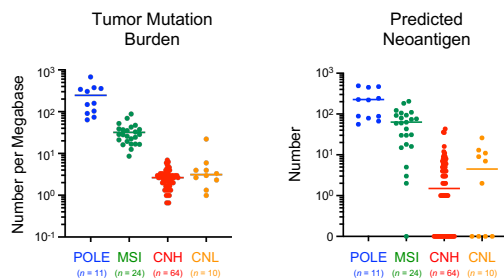 Tumor Mutation
Burden
Number per Megabase
10³
10²
10¹
10⁰
10⁻¹
POLE MSI CNH CNL
(n = 11) (n = 24) (n = 64) (n = 10)
Predicted
Neoantigen
Number
10³
10²
10¹
10⁰
0
POLE MSI CNH CNL
(n = 11) (n = 24) (n = 64) (n = 10)